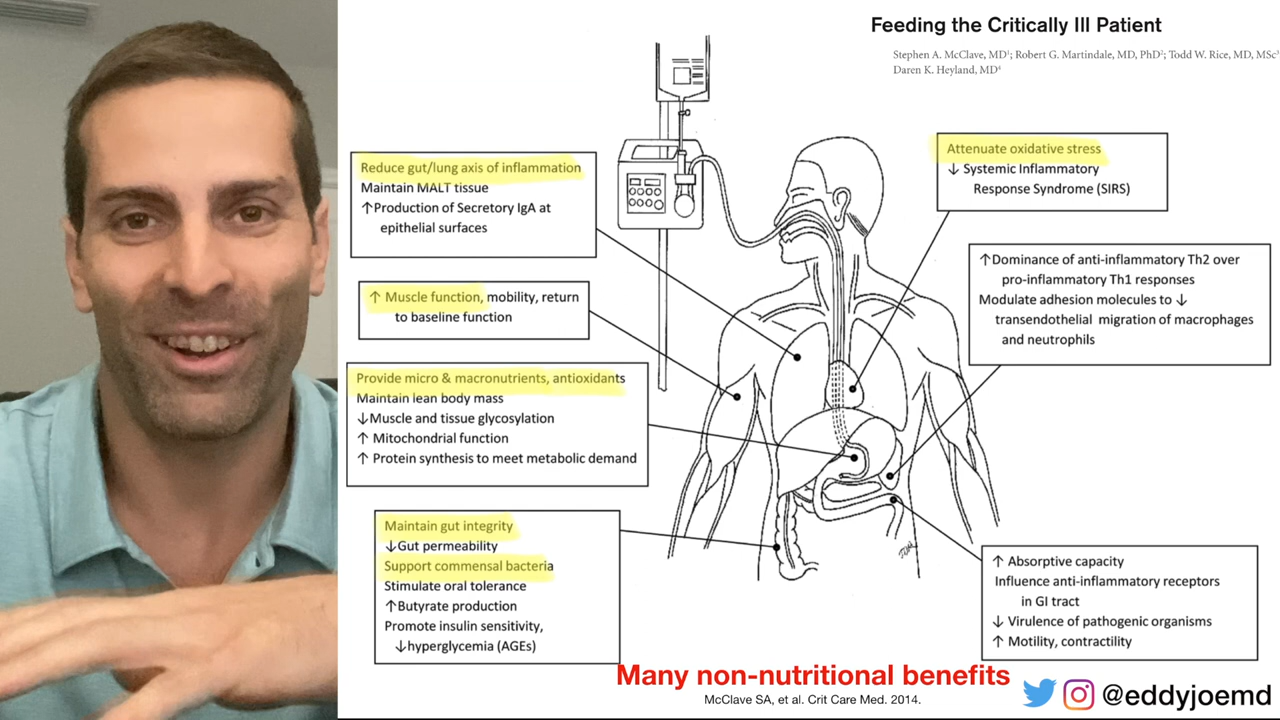 Feeding the Critically Ill Patient
Stephen A. McClave, MD¹; Robert G. Martindale, MD, PhD²; Todd W. Rice, MD, MSc³
Daren K. Heyland, MD⁴
Reduce gut/lung axis of inflammation
Maintain MALT tissue
↑Production of Secretory IgA at
epithelial surfaces
↑ Muscle function, mobility, return
to baseline function
Provide micro & macronutrients, antioxidants
Maintain lean body mass
↓Muscle and tissue glycosylation
↑ Mitochondrial function
↑ Protein synthesis to meet metabolic demand
Maintain gut integrity
↓Gut permeability
Support commensal bacteria
Stimulate oral tolerance
↑Butyrate production
Promote insulin sensitivity,
↓hyperglycemia (AGEs)
Attenuate oxidative stress
↓ Systemic Inflammatory
Response Syndrome (SIRS)
↑Dominance of anti-inflammatory Th2 over
pro-inflammatory Th1 responses
Modulate adhesion molecules to ↓
transendothelial migration of macrophages
and neutrophils
↑ Absorptive capacity
Influence anti-inflammatory receptors
in GI tract
↓ Virulence of pathogenic organisms
↑ Motility, contractility
Many non-nutritional benefits
McClave SA, et al. Crit Care Med. 2014.
@eddyjoemd